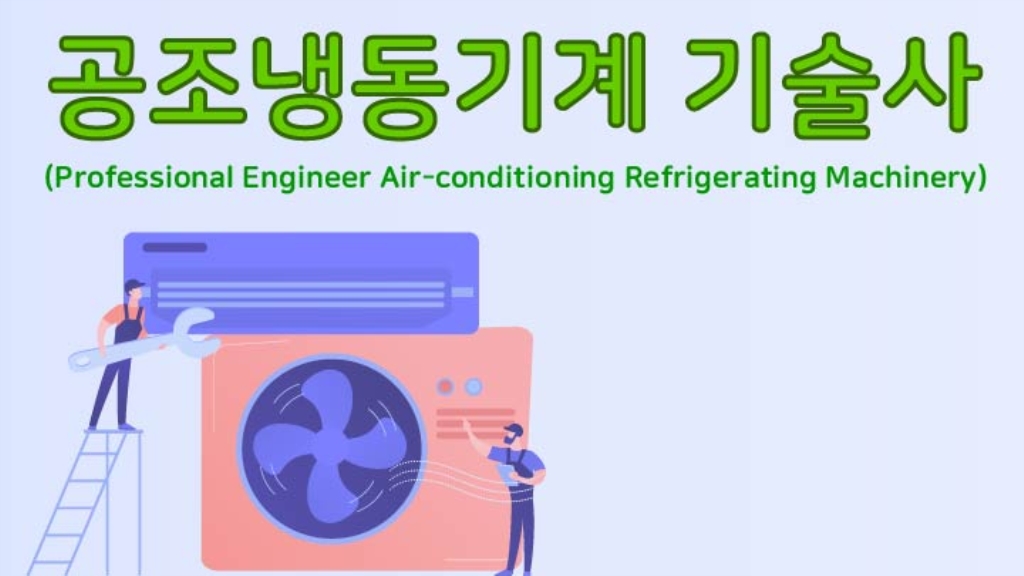 공조냉동기계 기술사
(Professional Engineer Air-conditioning Refrigerating Machinery)